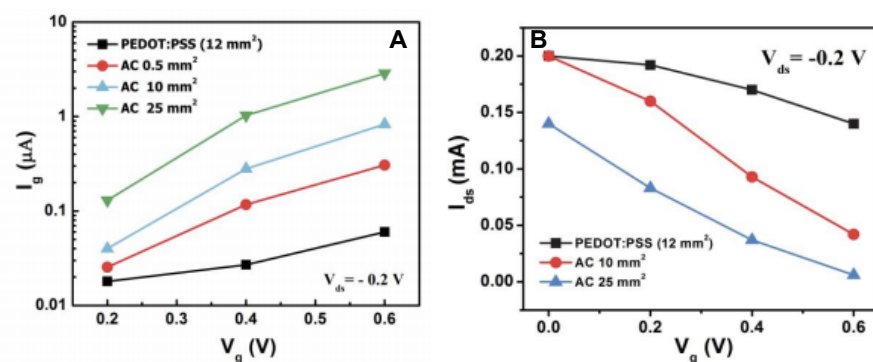 A
PEDOT:PSS (12 mm²)
AC 0.5 mm²
AC 10 mm²
AC 25 mm²
10
1
0.1
0.01
I_g (μA)
V_ds = - 0.2 V
0.2 0.3 0.4 0.5 0.6
V_g (V)
B
V_ds = -0.2 V
0.20
0.15
0.10
0.05
0.00
I_ds (mA)
PEDOT:PSS (12 mm²)
AC 10 mm²
AC 25 mm²
0.0 0.2 0.4 0.6
V_g (V)